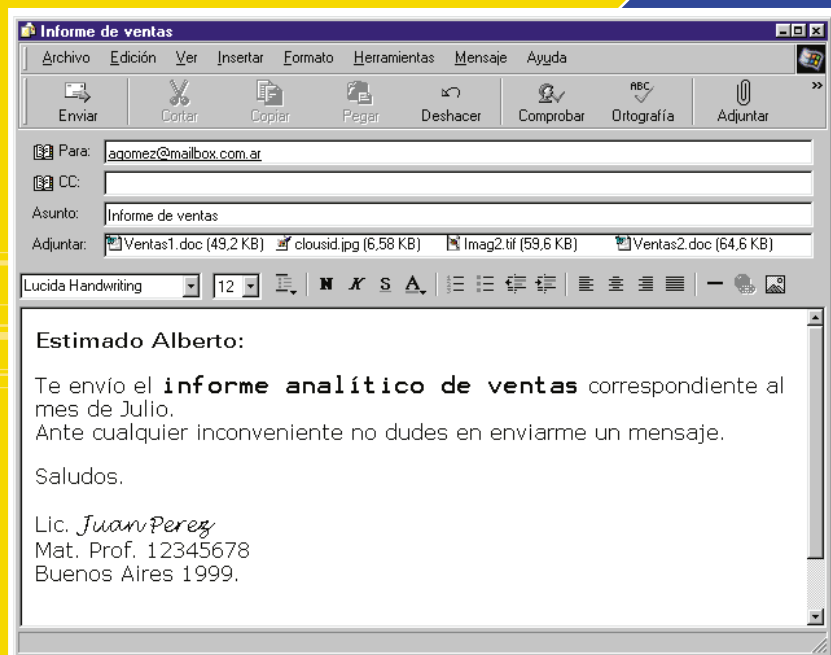 Informe de ventas
Archivo Edición Ver Insertar Formato Herramientas Mensaje Ayuda
Enviar Cortar Copiar Pegar Deshacer Comprobar ABC Ortografía Adjuntar »
Para: agomez@mailbox.com.ar
CC:
Asunto: Informe de ventas
Adjuntar: Ventas1.doc (49,2 KB) clousid.jpg (6,58 KB) Imag2.tif (59,6 KB) Ventas2.doc (64,6 KB)
Lucida Handwriting 12 N K S A
Estimado Alberto:
Te envío el informe analítico de ventas correspondiente al
mes de Julio.
Ante cualquier inconveniente no dudes en enviarme un mensaje.
Saludos.
Lic. Juan Perez
Mat. Prof. 12345678
Buenos Aires 1999.